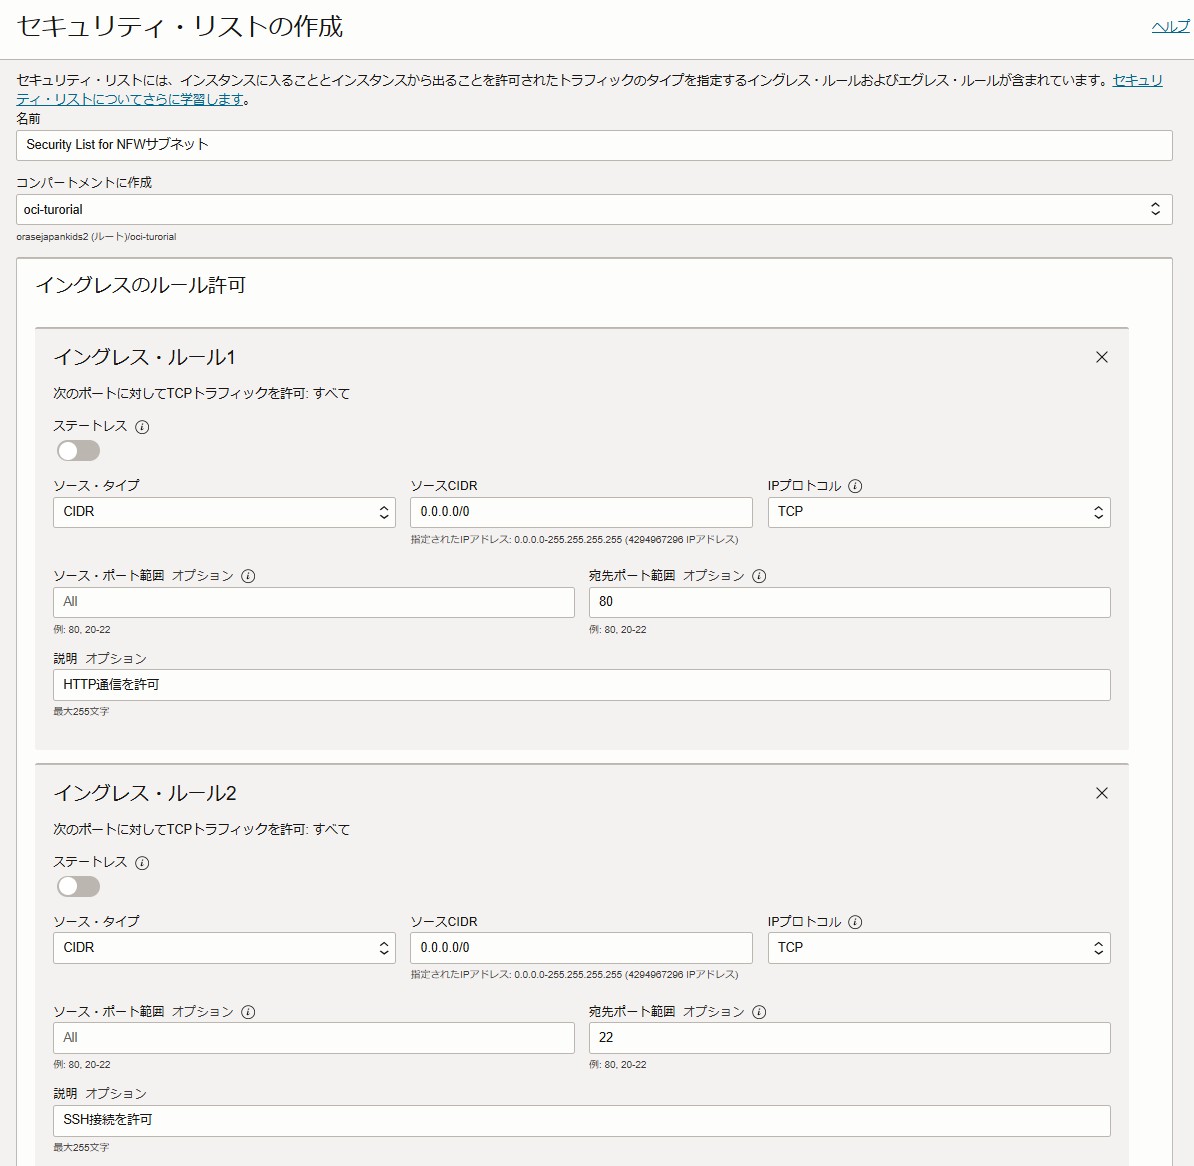 セキュリティ・リストの作成
ヘルプ
セキュリティ・リストには、インスタンスに入ることとインスタンスから出ることを許可されたトラフィックのタイプを指定するイングレス・ルールおよびエグレス・ルールが含まれています。セキュリ
ティ・リストについてさらに学習します。
名前
Security List for NFWサブネット
コンパートメントに作成
oci-turorial
orasejapankids2 (ルート)/oci-turorial
イングレスのルール許可
イングレス・ルール1
次のポートに対してTCPトラフィックを許可: すべて
ステートレス
ソース・タイプ ソースCIDR IPプロトコル
CIDR 0.0.0.0/0 TCP
指定されたIPアドレス: 0.0.0.0-255.255.255.255 (4294967296 IPアドレス)
ソース・ポート範囲 オプション 宛先ポート範囲 オプション
All 80
例: 80, 20-22 例: 80, 20-22
説明 オプション
HTTP通信を許可
最大255文字
イングレス・ルール2
次のポートに対してTCPトラフィックを許可: すべて
ステートレス
ソース・タイプ ソースCIDR IPプロトコル
CIDR 0.0.0.0/0 TCP
指定されたIPアドレス: 0.0.0.0-255.255.255.255 (4294967296 IPアドレス)
ソース・ポート範囲 オプション 宛先ポート範囲 オプション
All 22
例: 80, 20-22 例: 80, 20-22
説明 オプション
SSH接続を許可
最大255文字